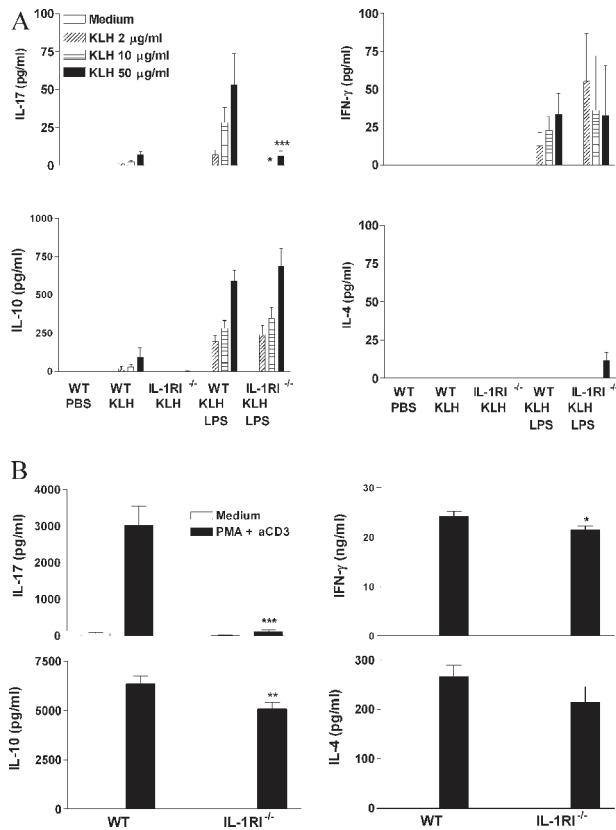 A
Medium
KLH 2 μg/ml
KLH 10 μg/ml
KLH 50 μg/ml
IL-17 (pg/ml)
100
75
50
25
0
*
***
IFN-γ (pg/ml)
100
75
50
25
0
IL-10 (pg/ml)
1000
750
500
250
0
WT PBS
WT KLH
IL-1RI -/- KLH
WT KLH LPS
IL-1RI -/- KLH LPS
IL-4 (pg/ml)
100
75
50
25
0
WT PBS
WT KLH
IL-1RI -/- KLH
WT KLH LPS
IL-1RI -/- KLH LPS
B
Medium
PMA + aCD3
IL-17 (pg/ml)
4000
3000
2000
1000
0
***
IFN-γ (ng/ml)
30
20
10
0
*
IL-10 (pg/ml)
7500
5000
2500
0
**
WT
IL-1RI -/-
IL-4 (pg/ml)
300
200
100
0
WT
IL-1RI -/-